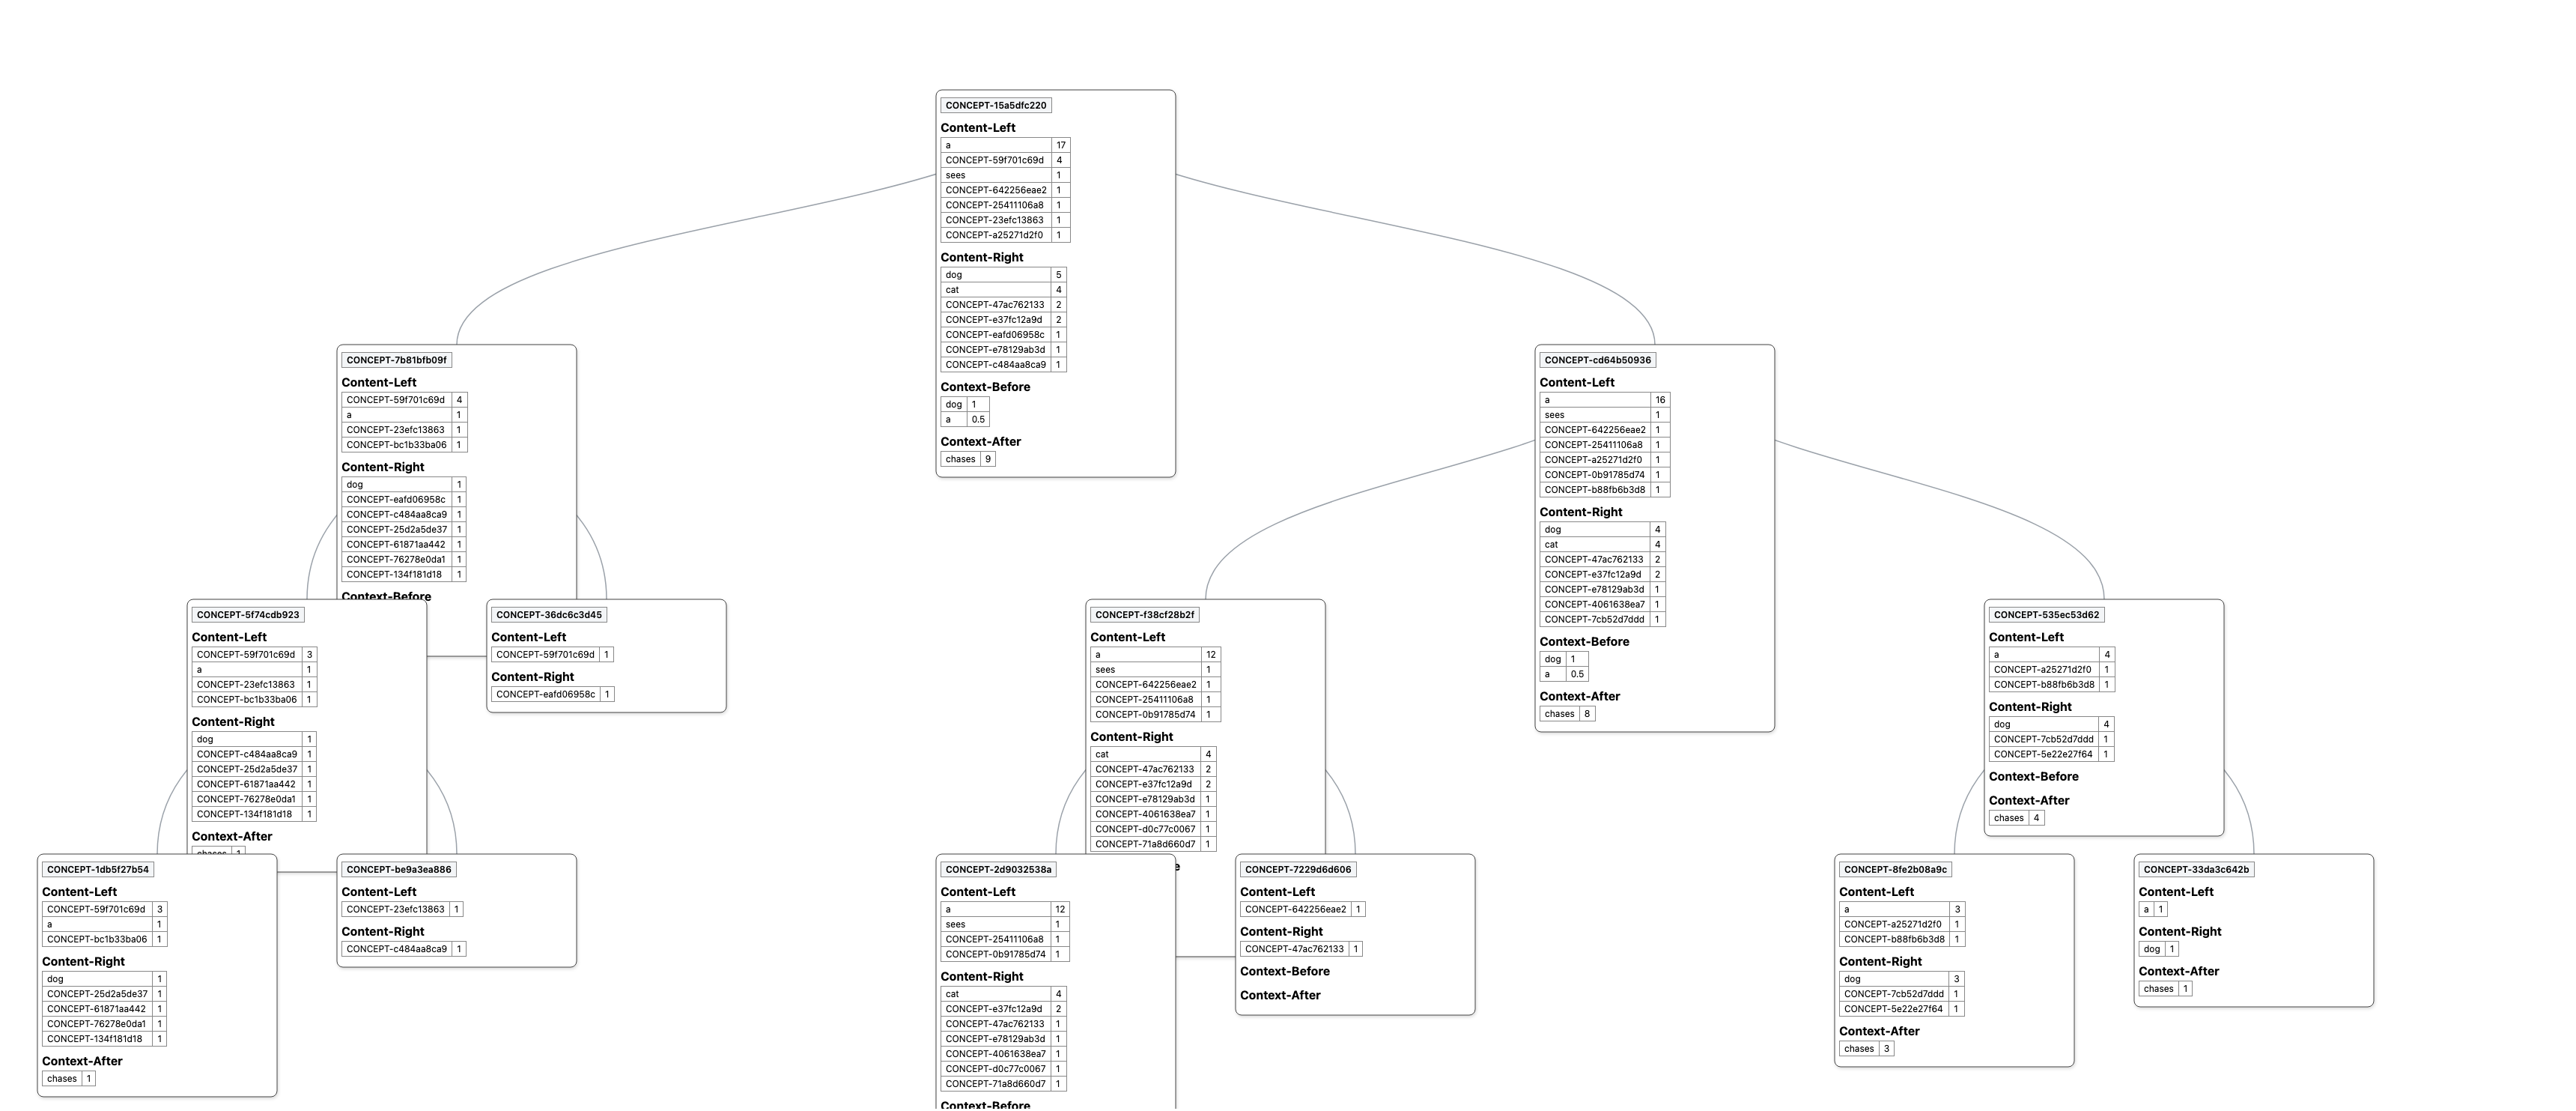 CONCEPT-15a5dfc220
Content-Left
a 17
CONCEPT-59f701c69d 4
sees 1
CONCEPT-642256eae2 1
CONCEPT-25411106a8 1
CONCEPT-23efc13863 1
CONCEPT-a25271d2f0 1
Content-Right
dog 5
cat 4
CONCEPT-47ac762133 2
CONCEPT-e37fc12a9d 2
CONCEPT-eafd06958c 1
CONCEPT-e78129ab3d 1
CONCEPT-c484aa8ca9 1
Context-Before
dog 1
a 0.5
Context-After
chases 9
CONCEPT-7b81bfb09f
Content-Left
CONCEPT-59f701c69d 4
a 1
CONCEPT-23efc13863 1
CONCEPT-bc1b33ba06 1
Content-Right
dog 1
CONCEPT-eafd06958c 1
CONCEPT-c484aa8ca9 1
CONCEPT-25d2a5de37 1
CONCEPT-61871aa442 1
CONCEPT-76278e0da1 1
CONCEPT-134f181d18 1
Context-Before
CONCEPT-cd64b50936
Content-Left
a 16
sees 1
CONCEPT-642256eae2 1
CONCEPT-25411106a8 1
CONCEPT-a25271d2f0 1
CONCEPT-0b91785d74 1
CONCEPT-b88fb6b3d8 1
Content-Right
dog 4
cat 4
CONCEPT-47ac762133 2
CONCEPT-e37fc12a9d 2
CONCEPT-e78129ab3d 1
CONCEPT-4061638ea7 1
CONCEPT-7cb52d7ddd 1
Context-Before
dog 1
a 0.5
Context-After
chases 8
CONCEPT-5f74cdb923
Content-Left
CONCEPT-59f701c69d 3
a 1
CONCEPT-23efc13863 1
CONCEPT-bc1b33ba06 1
Content-Right
dog 1
CONCEPT-c484aa8ca9 1
CONCEPT-25d2a5de37 1
CONCEPT-61871aa442 1
CONCEPT-76278e0da1 1
CONCEPT-134f181d18 1
Context-After
chases 1
CONCEPT-36dc6c3d45
Content-Left
CONCEPT-59f701c69d 1
Content-Right
CONCEPT-eafd06958c 1
CONCEPT-f38cf28b2f
Content-Left
a 12
sees 1
CONCEPT-642256eae2 1
CONCEPT-25411106a8 1
CONCEPT-0b91785d74 1
Content-Right
cat 4
CONCEPT-47ac762133 2
CONCEPT-e37fc12a9d 2
CONCEPT-e78129ab3d 1
CONCEPT-4061638ea7 1
CONCEPT-d0c77c0067 1
CONCEPT-71a8d660d7 1
CONCEPT-535ec53d62
Content-Left
a 4
CONCEPT-a25271d2f0 1
CONCEPT-b88fb6b3d8 1
Content-Right
dog 4
CONCEPT-7cb52d7ddd 1
CONCEPT-5e22e27f64 1
Context-Before
Context-After
chases 4
CONCEPT-1db5f27b54
Content-Left
CONCEPT-59f701c69d 3
a 1
CONCEPT-bc1b33ba06 1
Content-Right
dog 1
CONCEPT-25d2a5de37 1
CONCEPT-61871aa442 1
CONCEPT-76278e0da1 1
CONCEPT-134f181d18 1
Context-After
chases 1
CONCEPT-be9a3ea886
Content-Left
CONCEPT-23efc13863 1
Content-Right
CONCEPT-c484aa8ca9 1
CONCEPT-2d9032538a
Content-Left
a 12
sees 1
CONCEPT-25411106a8 1
CONCEPT-0b91785d74 1
Content-Right
cat 4
CONCEPT-e37fc12a9d 2
CONCEPT-47ac762133 1
CONCEPT-e78129ab3d 1
CONCEPT-4061638ea7 1
CONCEPT-d0c77c0067 1
CONCEPT-71a8d660d7 1
Context-Before
CONCEPT-7229d6d606
Content-Left
CONCEPT-642256eae2 1
Content-Right
CONCEPT-47ac762133 1
Context-Before
Context-After
CONCEPT-8fe2b08a9c
Content-Left
a 3
CONCEPT-a25271d2f0 1
CONCEPT-b88fb6b3d8 1
Content-Right
dog 3
CONCEPT-7cb52d7ddd 1
CONCEPT-5e22e27f64 1
Context-After
chases 3
CONCEPT-33da3c642b
Content-Left
a 1
Content-Right
dog 1
Context-After
chases 1